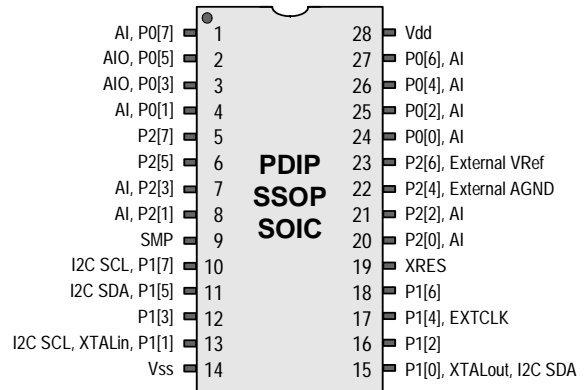 AI, P0[7] 1 28 Vdd
AIO, P0[5] 2 27 P0[6], AI
AIO, P0[3] 3 26 P0[4], AI
AI, P0[1] 4 25 P0[2], AI
P2[7] 5 24 P0[0], AI
P2[5] 6 PDIP 23 P2[6], External VRef
AI, P2[3] 7 SSOP 22 P2[4], External AGND
AI, P2[1] 8 SOIC 21 P2[2], AI
SMP 9 20 P2[0], AI
I2C SCL, P1[7] 10 19 XRES
I2C SDA, P1[5] 11 18 P1[6]
P1[3] 12 17 P1[4], EXTCLK
I2C SCL, XTALin, P1[1] 13 16 P1[2]
Vss 14 15 P1[0], XTALout, I2C SDA